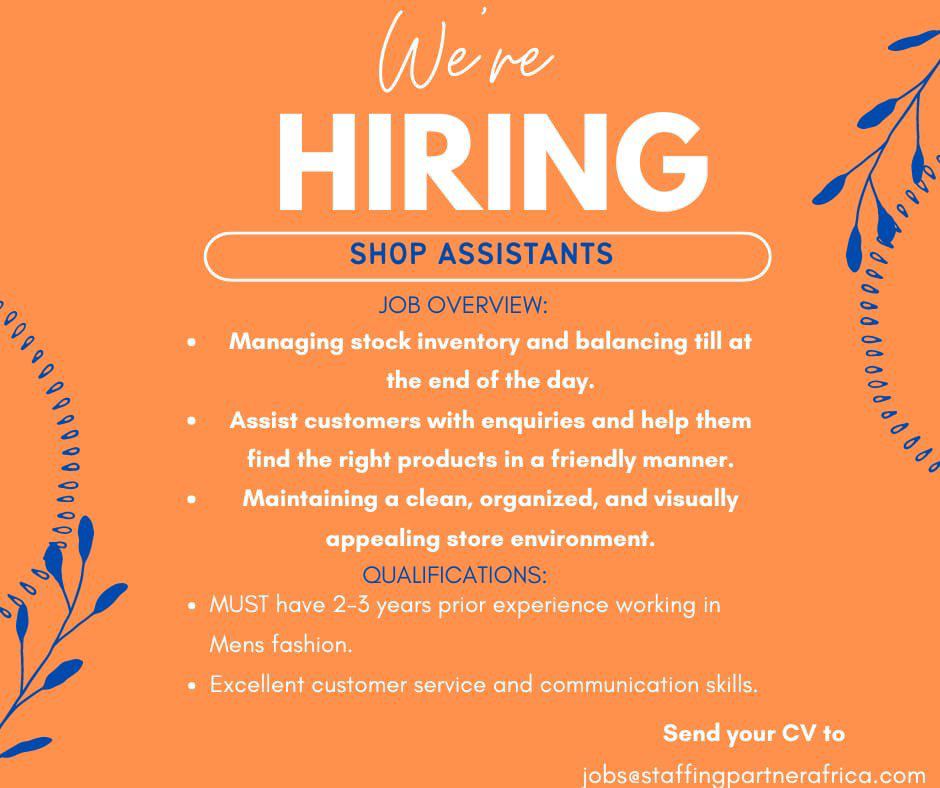 We're
HIRING
SHOP ASSISTANTS
JOB OVERVIEW:
• Managing stock inventory and balancing till at
the end of the day.
• Assist customers with enquiries and help them
find the right products in a friendly manner.
• Maintaining a clean, organized, and visually
appealing store environment.
QUALIFICATIONS:
• MUST have 2-3 years prior experience working in
Mens fashion.
• Excellent customer service and communication skills.
Send your CV to
jobs@staffingpartnerafrica.com